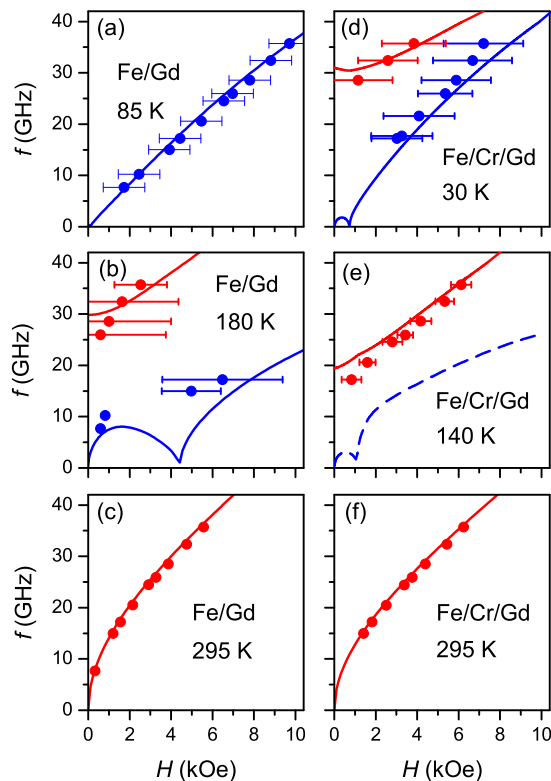 (a)
Fe/Gd
85 K
f (GHz)
40
30
20
10
0
(d)
Fe/Cr/Gd
30 K
(b)
Fe/Gd
180 K
f (GHz)
40
30
20
10
0
(e)
Fe/Cr/Gd
140 K
(c)
Fe/Gd
295 K
f (GHz)
40
30
20
10
0
0 2 4 6 8 10
H (kOe)
(f)
Fe/Cr/Gd
295 K
0 2 4 6 8 10
H (kOe)